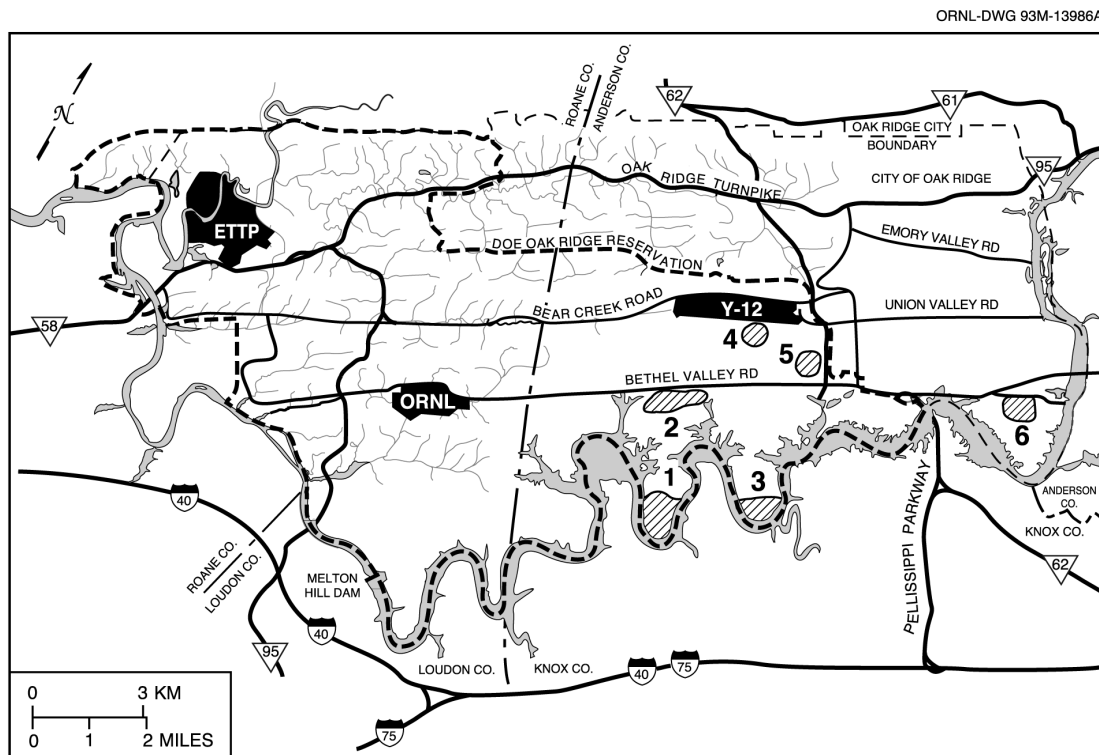 ORNL-DWG 93M-13986A
N
ROANE CO.
ANDERSON CO.
62
61
OAK RIDGE CITY
BOUNDARY
95
CITY OF OAK RIDGE
OAK RIDGE TURNPIKE
ETTP
EMORY VALLEY RD
DOE OAK RIDGE RESERVATION
BEAR CREEK ROAD
Y-12
UNION VALLEY RD
58
4
5
BETHEL VALLEY RD
ORNL
2
6
1
3
40
ANDERSON
CO.
KNOX CO.
PELLISSIPPI PARKWAY
ROANE CO.
LOUDON CO.
MELTON
HILL DAM
62
40
95
LOUDON CO.
KNOX CO.
40
75
75
0
3 KM
0
1
2 MILES